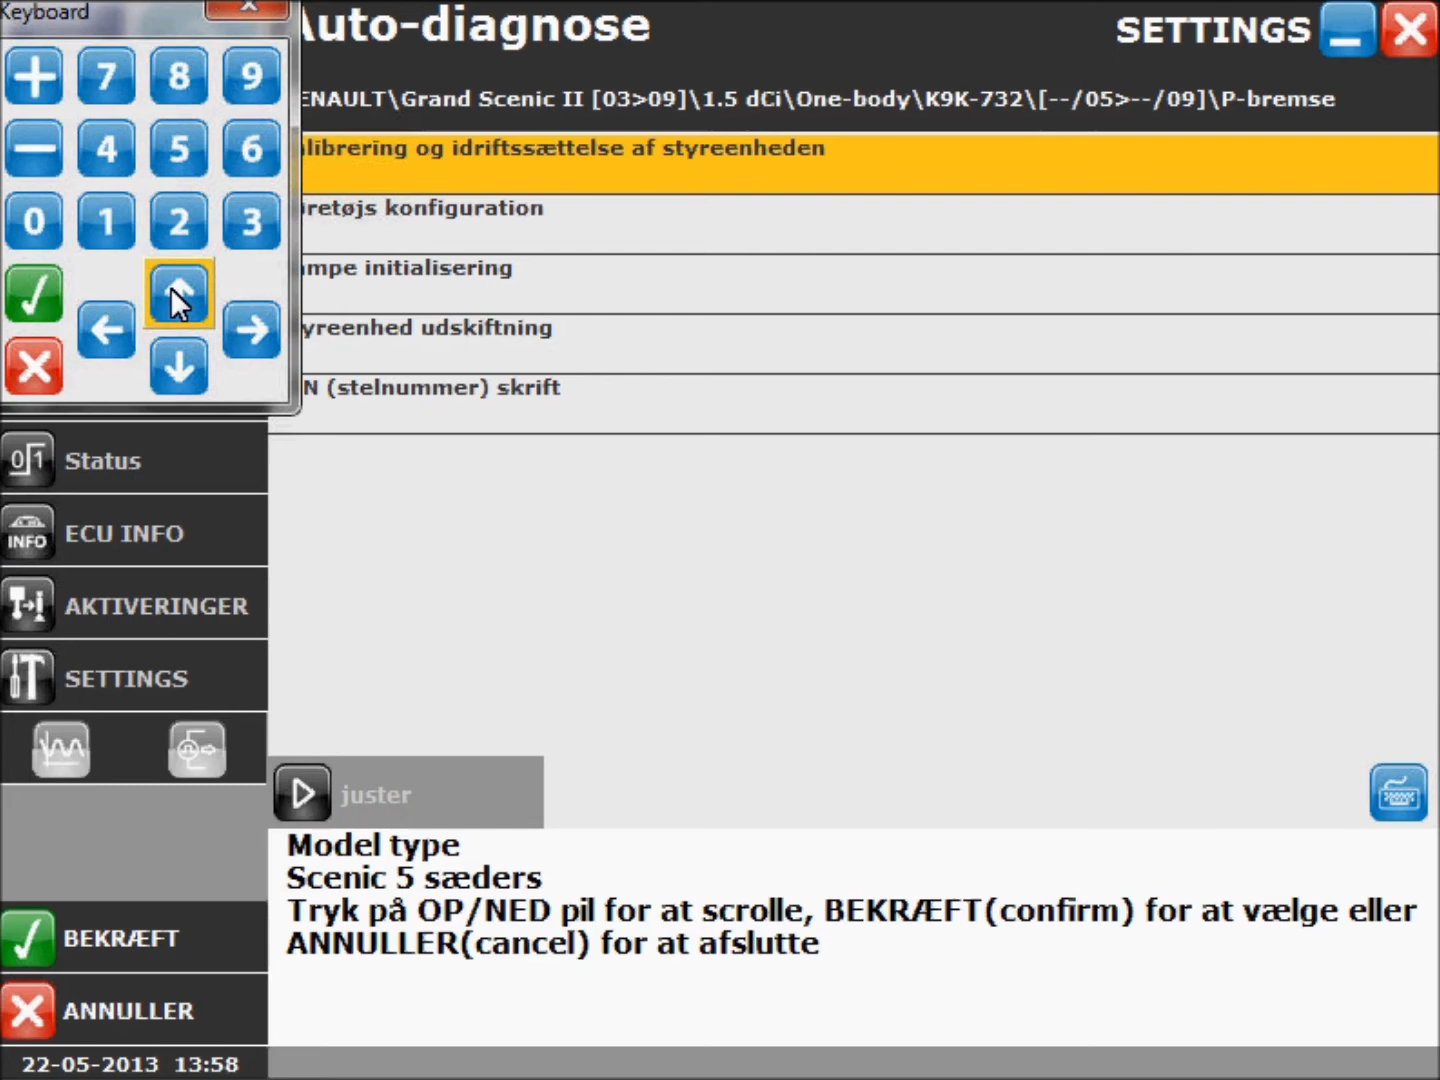 Keyboard
Auto-diagnose
SETTINGS
7 8 9
ENAULT\Grand Scenic II [03>09]\1.5 dCi\One-body\K9K-732\[--/05>--/09]\P-bremse
4 5 6
librering og idriftssættelse af styreenheden
0 1 2 3
retøjs konfiguration
mpe initialisering
yreenhed udskiftning
N (stelnummer) skrift
01 Status
INFO ECU INFO
AKTIVERINGER
SETTINGS
juster
Model type
Scenic 5 sæders
Tryk på OP/NED pil for at scrolle, BEKRÆFT(confirm) for at vælge eller
ANNULLER(cancel) for at afslutte
BEKRÆFT
ANNULLER
22-05-2013 13:58